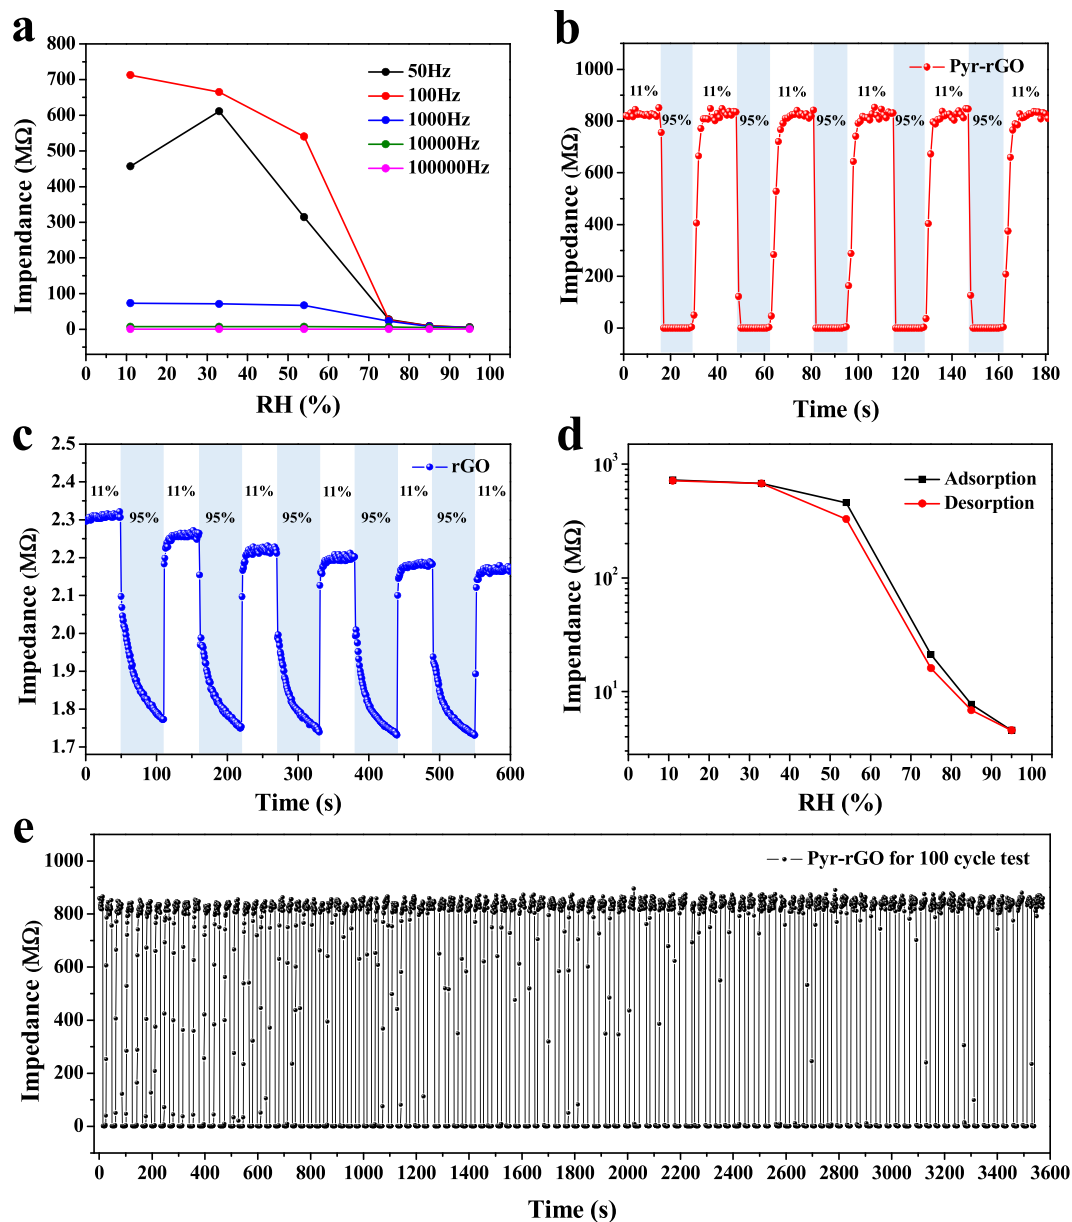 a
800
700
600
500
400
300
200
100
0
0 10 20 30 40 50 60 70 80 90 100
Impendance (MΩ)
RH (%)
50Hz
100Hz
1000Hz
10000Hz
100000Hz
b
1000
800
600
400
200
0
0 20 40 60 80 100 120 140 160 180
Impedance (MΩ)
Time (s)
Pyr-rGO
11% 11% 11% 11% 11% 11%
95% 95% 95% 95% 95%
c
2.5
2.4
2.3
2.2
2.1
2.0
1.9
1.8
1.7
0 100 200 300 400 500 600
Impedance (MΩ)
Time (s)
rGO
11% 11% 11% 11% 11% 11%
95% 95% 95% 95% 95%
d
10³
10²
10¹
0 10 20 30 40 50 60 70 80 90 100
Impendance (MΩ)
RH (%)
Adsorption
Desorption
e
1000
800
600
400
200
0
0 200 400 600 800 1000 1200 1400 1600 1800 2000 2200 2400 2600 2800 3000 3200 3400 3600
Impedance (MΩ)
Time (s)
Pyr-rGO for 100 cycle test